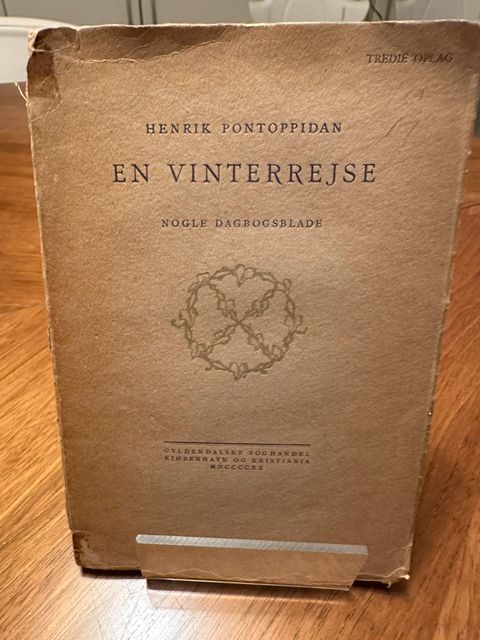 TREDIE OPLAG
HENRIK PONTOPPIDAN
EN VINTERREJSE
NOGLE DAGBOGSBLADE
GYLDENDALSKE BOGHANDEL
KJØBENHAVN OG KRISTIANIA
MDCCCCXX